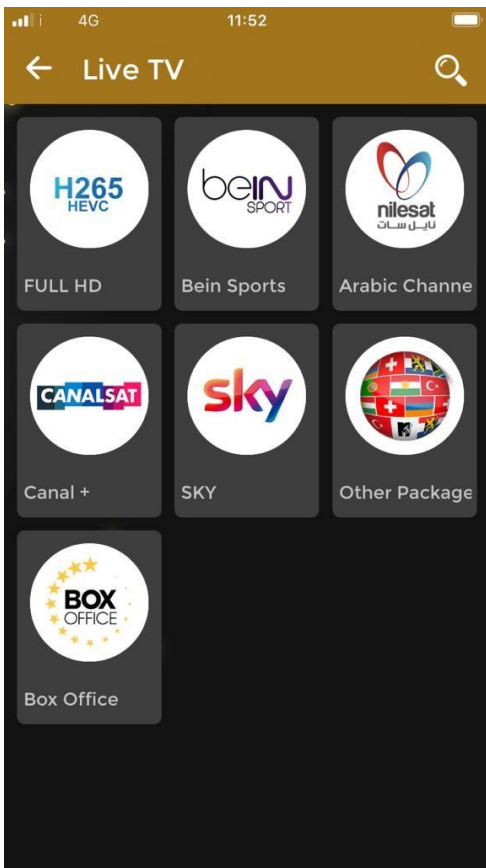 4G 11:52
Live TV
H265
HEVC
beIN
SPORT
nilesat
نايل سات
FULL HD
Bein Sports
Arabic Channe
CANALSAT
sky
Canal +
SKY
Other Package
BOX
OFFICE
Box Office